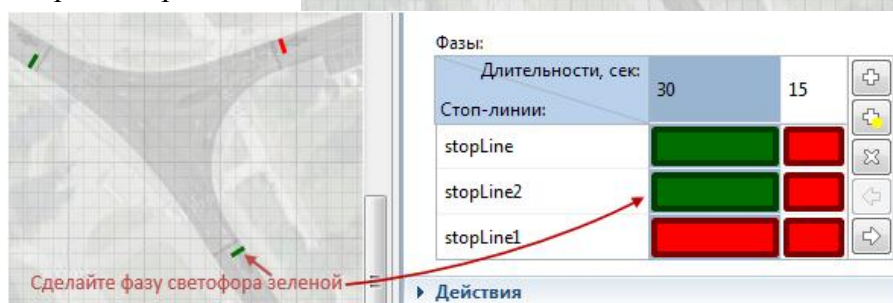 Фазы:
Длительности, сек:
30
15
Стоп-линии:
stopLine
stopLine2
stopLine1
Сделайте фазу светофора зеленой
Действия